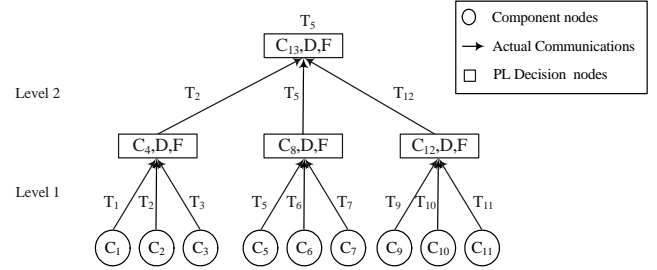 T5
C13,D,F
Component nodes
Actual Communications
PL Decision nodes
Level 2
T2
T5
T12
C4,D,F
C8,D,F
C12,D,F
Level 1
T1 T2 T3
T5 T6 T7
T9 T10 T11
C1 C2 C3 C5 C6 C7 C9 C10 C11